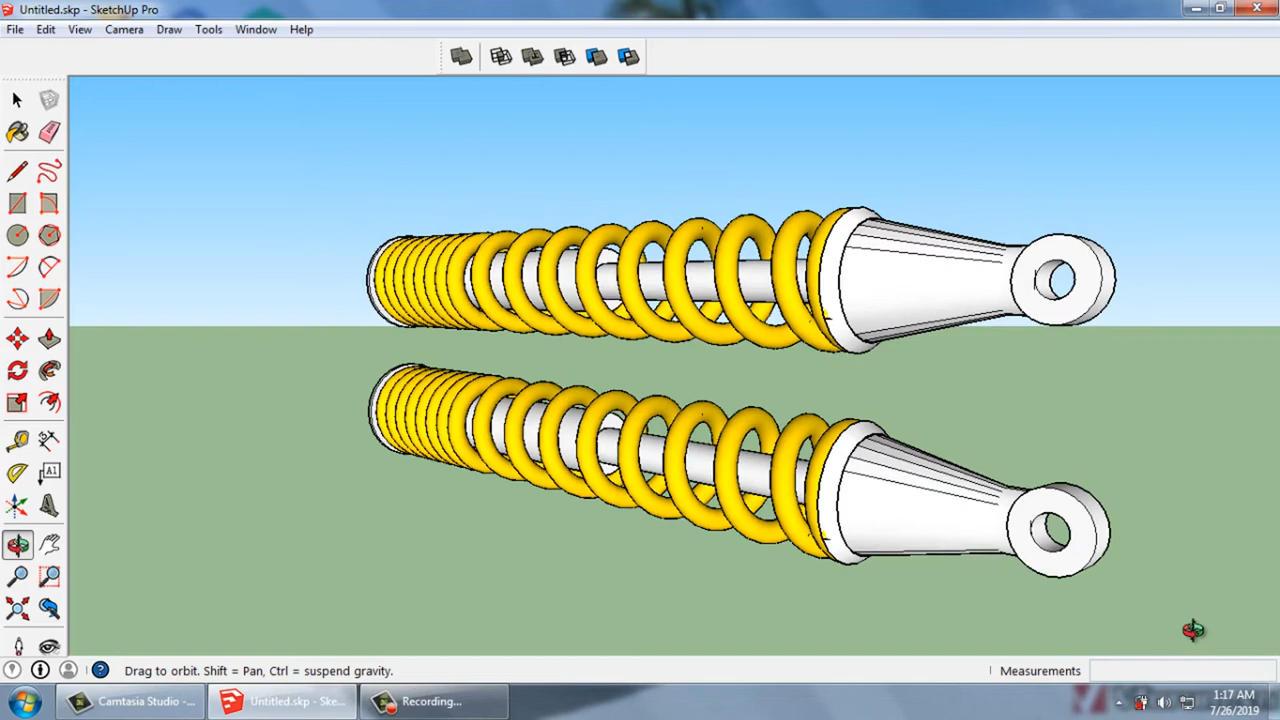 Untitled.skp - SketchUp Pro
File Edit View Camera Draw Tools Window Help
A1
Drag to orbit. Shift = Pan, Ctrl = suspend gravity.
Measurements
Camtasia Studio -...
Untitled.skp - Ske...
Recording...
1:17 AM
7/26/2019